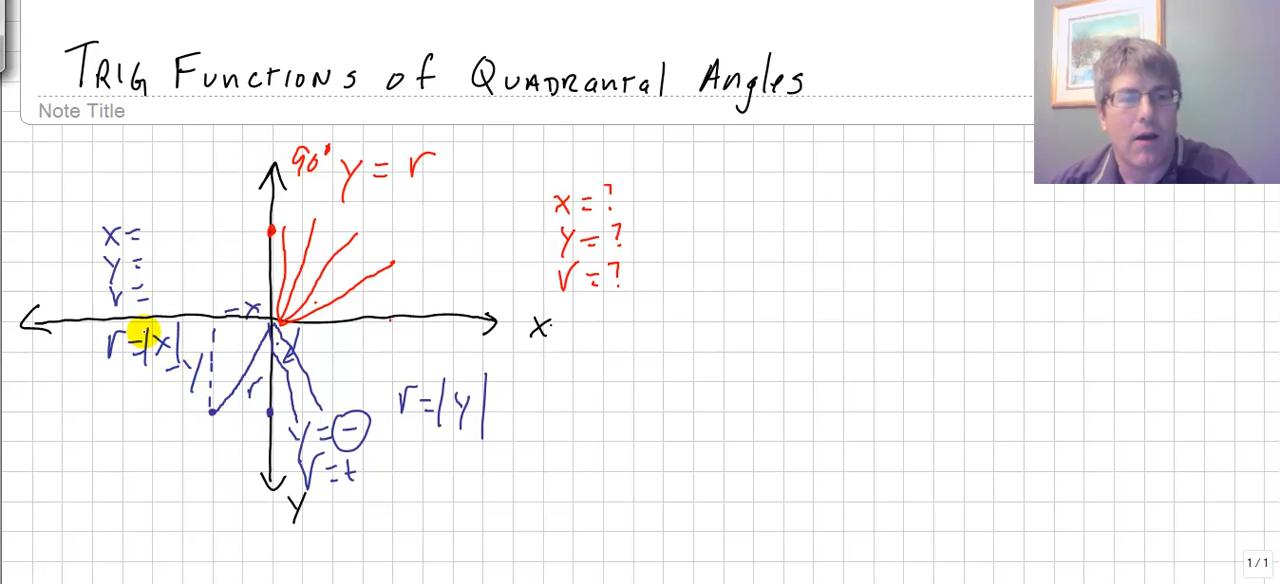 TRIG Functions of Quadrantal Angles
Note Title
90° y = r
x = ?
y = ?
r = ?
x =
y =
r =
-x
x
r = |x|
-y
r
r = |y|
y = -
r = +
y
1/1